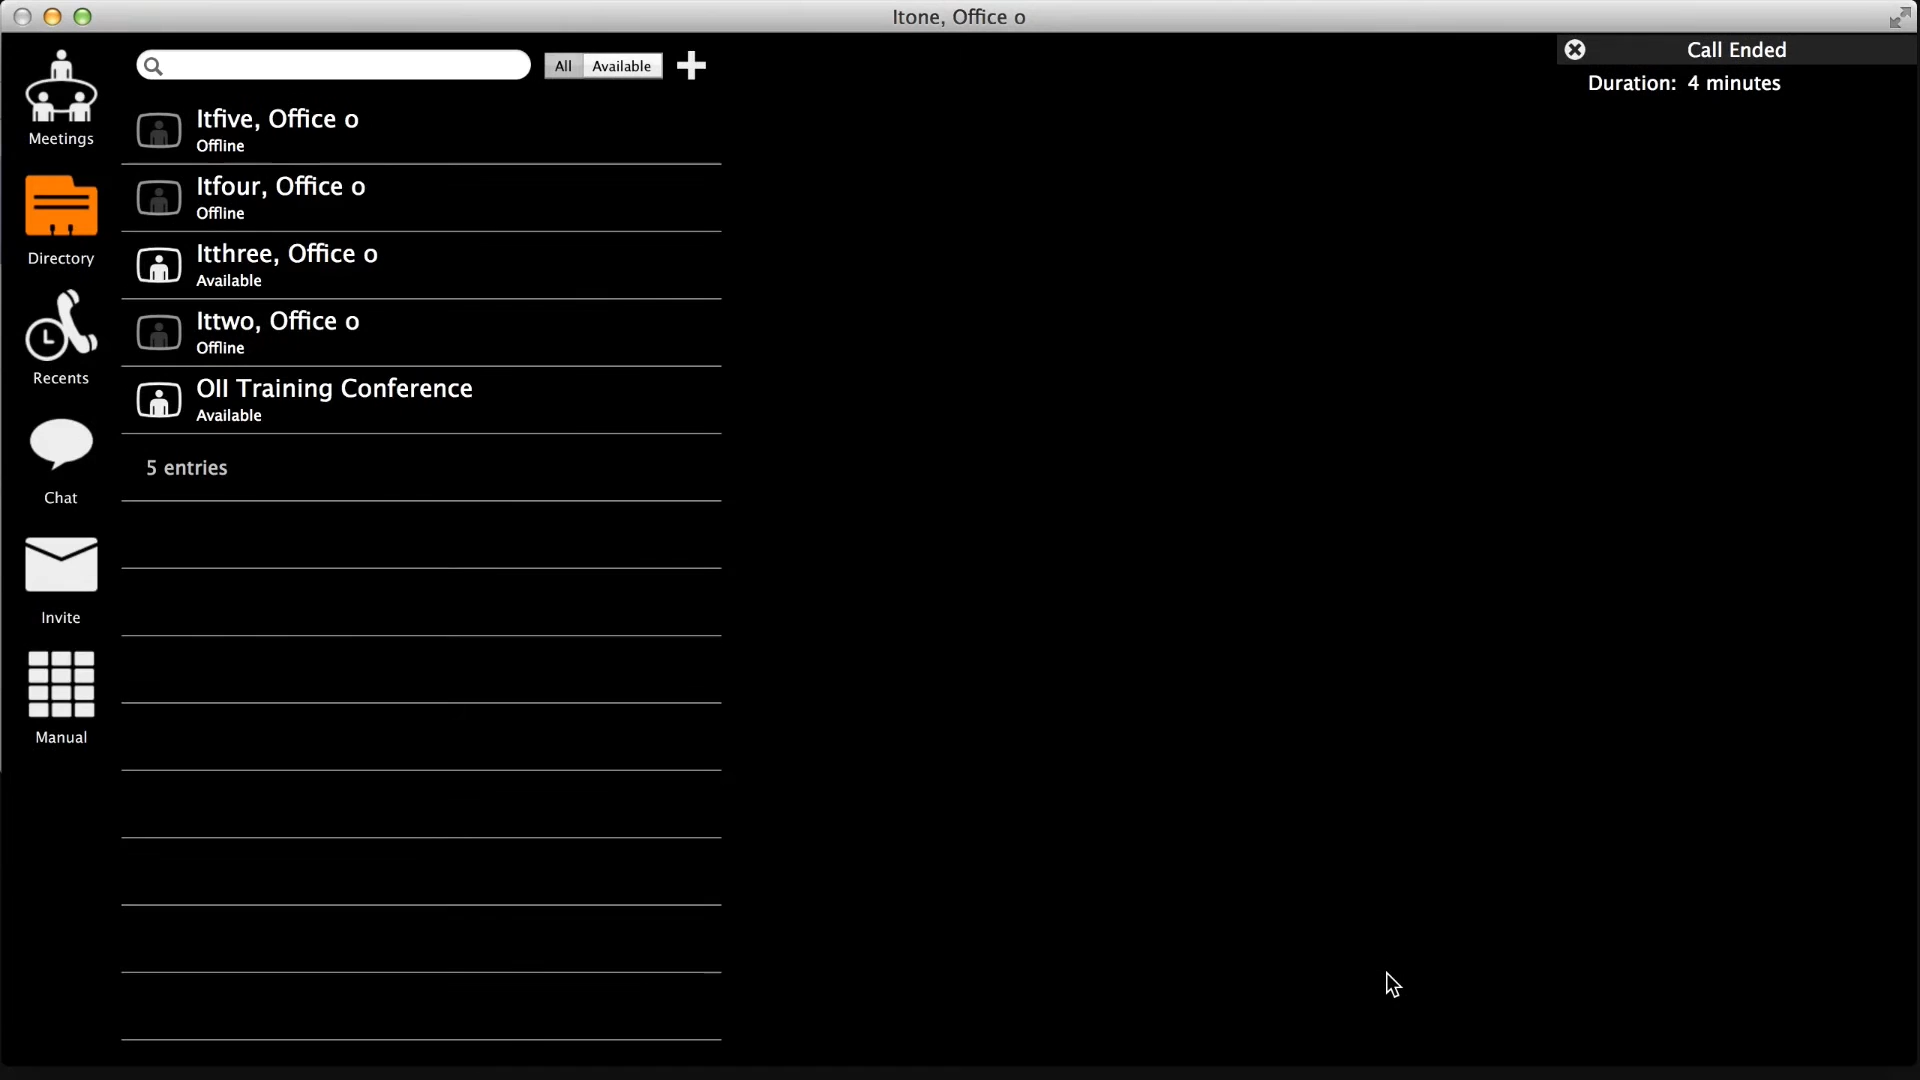 Itone, Office o
Meetings
Directory
Recents
Chat
Invite
Manual
All
Available
Itfive, Office o
Offline
Itfour, Office o
Offline
Itthree, Office o
Available
Ittwo, Office o
Offline
OII Training Conference
Available
5 entries
Call Ended
Duration: 4 minutes